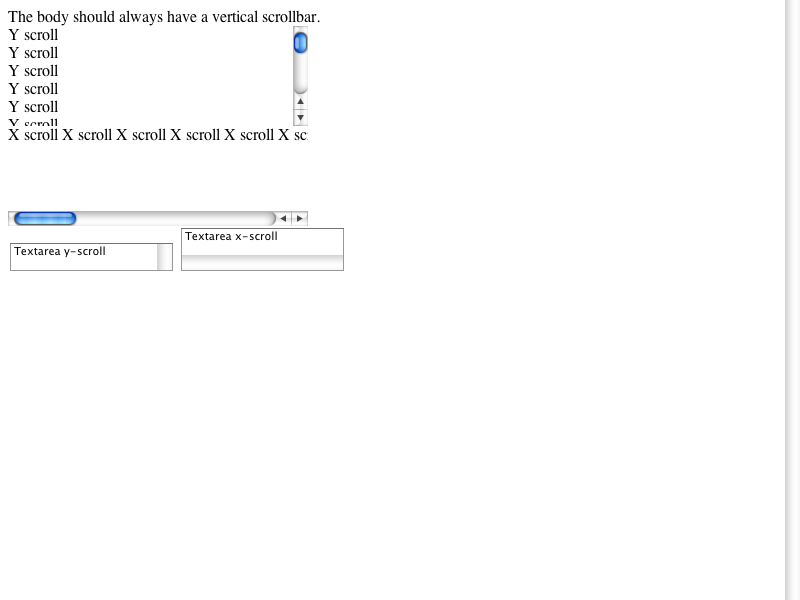 The body should always have a vertical scrollbar.
Y scroll
Y scroll
Y scroll
Y scroll
Y scroll
Y scroll
X scroll X scroll X scroll X scroll X scroll X sc
Textarea x-scroll
Textarea y-scroll